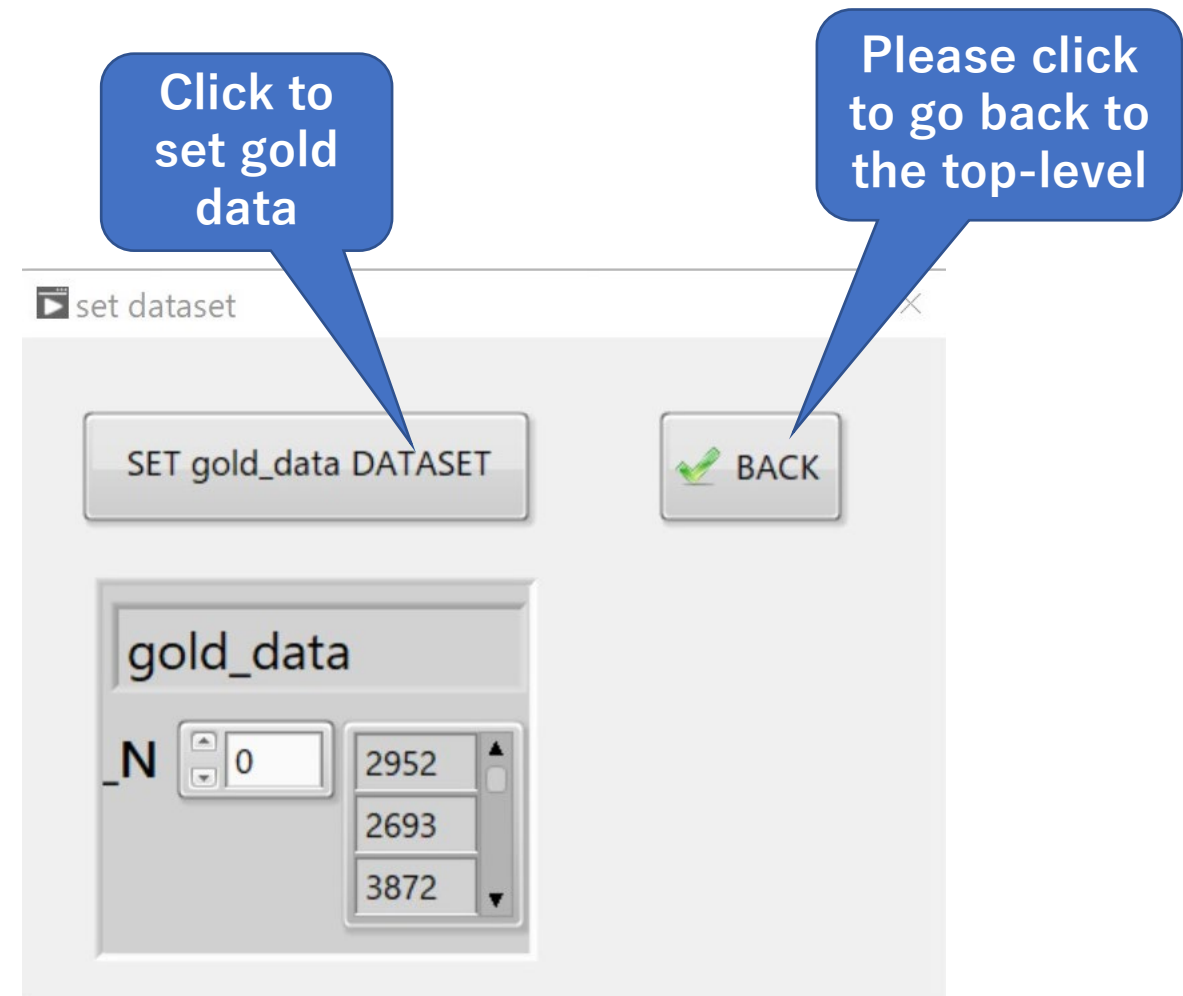 Click to
set gold
data
Please click
to go back to
the top-level
set dataset
SET gold_data DATASET
BACK
gold_data
_N
0
2952
2693
3872